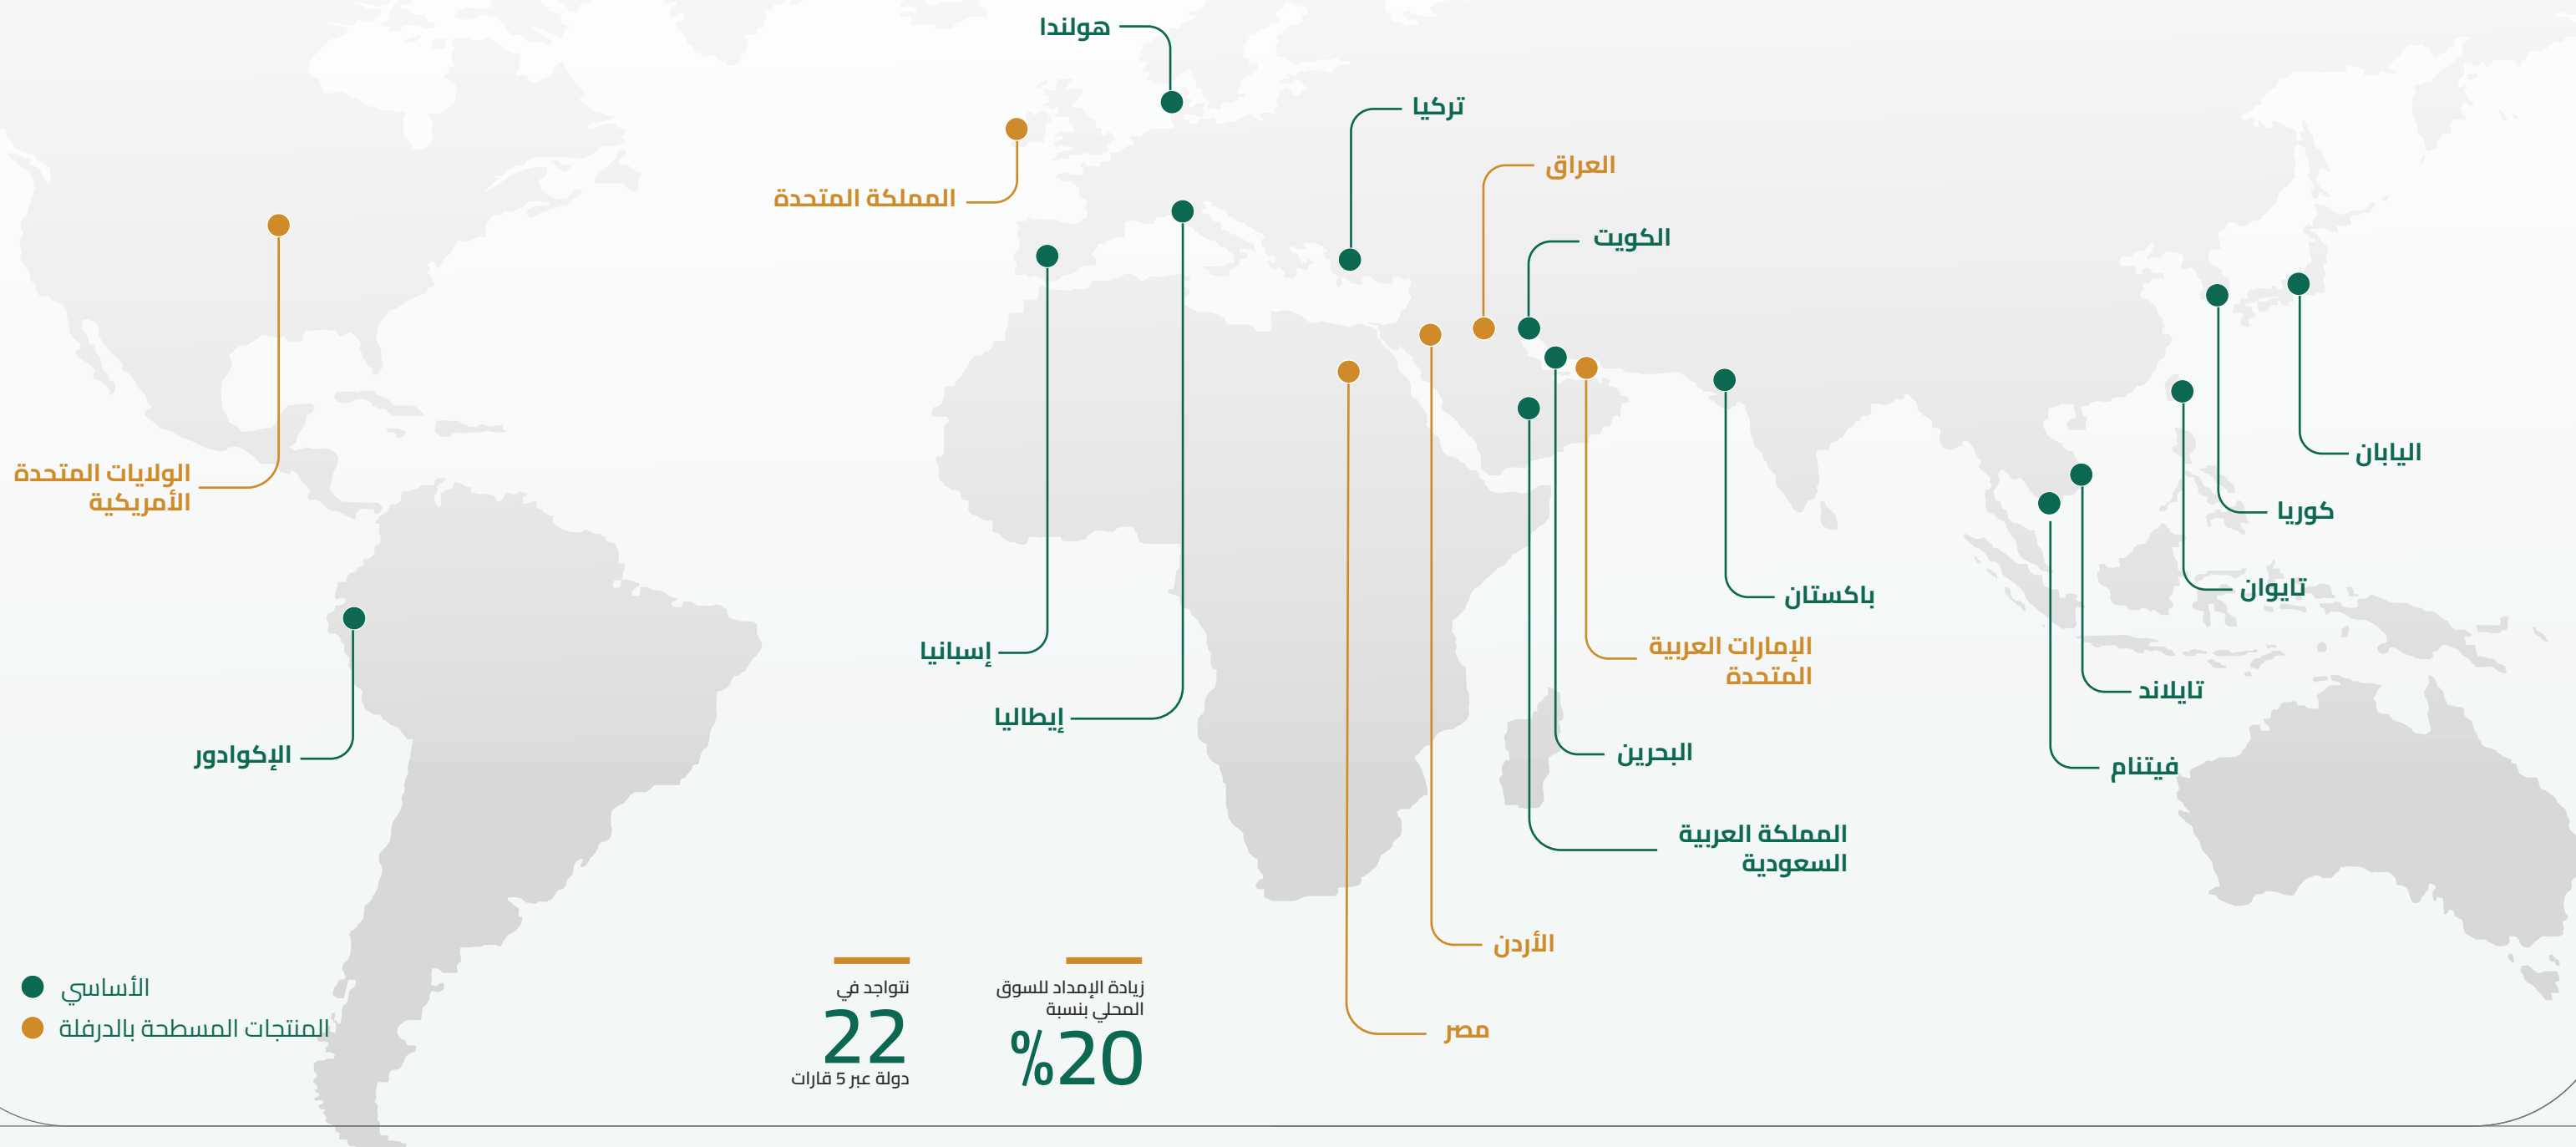 هولندا
تركيا
العراق
المملكة المتحدة
الكويت
اليابان
الولايات المتحدة
الأمريكية
كوريا
تايوان
باكستان
الإمارات العربية
المتحدة
إسبانيا
تايلاند
إيطاليا
البحرين
الإكوادور
فيتنام
المملكة العربية
السعودية
الأردن
مصر
زيادة الإمداد للسوق
المحلي بنسبة
%20
نتواجد في
22
دولة عبر 5 قارات
الأساسي
المنتجات المسطحة بالدرفلة